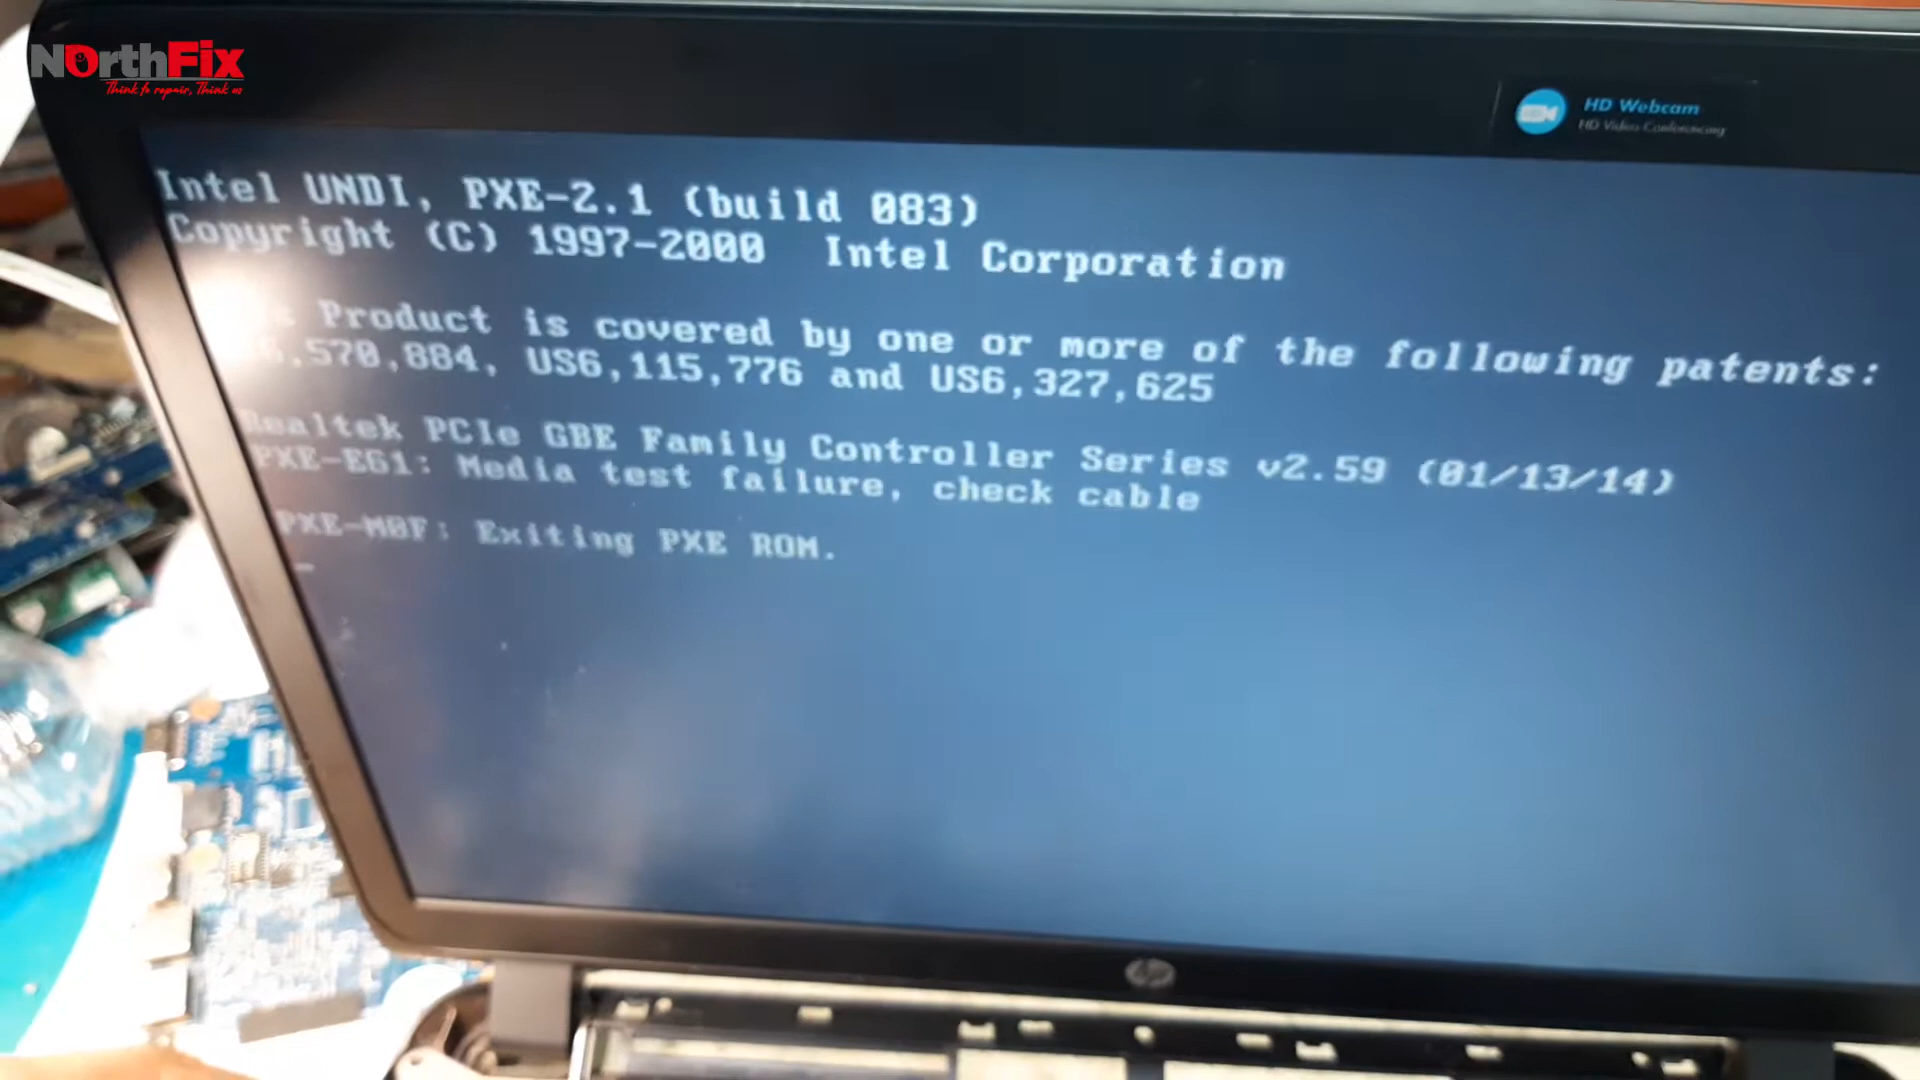 NorthFix
Think to repair, Think us
HD Webcam
HD Video Conferencing
Intel UNDI, PXE-2.1 (build 083)
Copyright (C) 1997-2000 Intel Corporation
Product is covered by one or more of the following patents:
,570,884, US6,115,776 and US6,327,625
Realtek PCIe GBE Family Controller Series v2.59 (01/13/14)
PXE-E61: Media test failure, check cable
PXE-M0F: Exiting PXE ROM.
hp